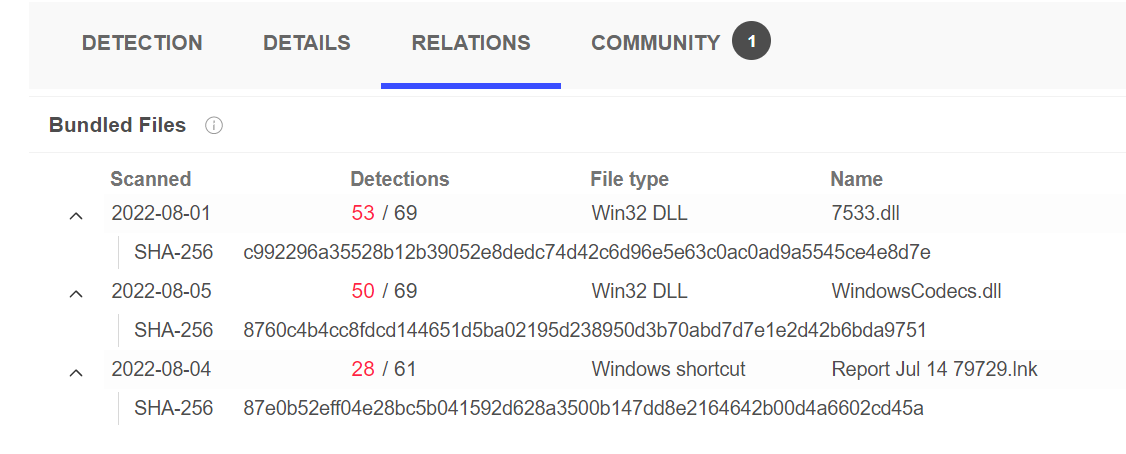 DETECTION DETAILS RELATIONS COMMUNITY 1
Bundled Files
Scanned Detections File type Name
2022-08-01 53 / 69 Win32 DLL 7533.dll
SHA-256 c992296a35528b12b39052e8dedc74d42c6d96e5e63c0ac0ad9a5545ce4e8d7e
2022-08-05 50 / 69 Win32 DLL WindowsCodecs.dll
SHA-256 8760c4b4cc8fdcd144651d5ba02195d238950d3b70abd7d7e1e2d42b6bda9751
2022-08-04 28 / 61 Windows shortcut Report Jul 14 79729.lnk
SHA-256 87e0b52eff04e28bc5b041592d628a3500b147dd8e2164642b00d4a6602cd45a